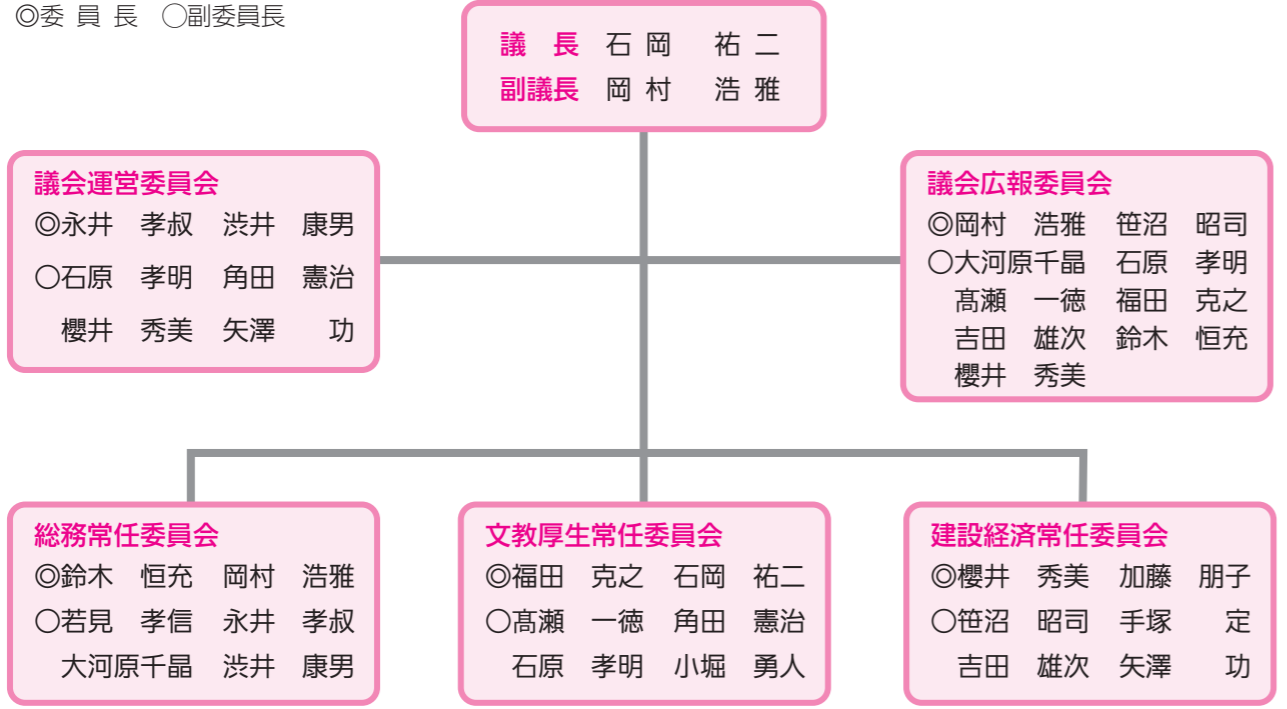 ◎委員長 ○副委員長
議長 石岡 祐二
副議長 岡村 浩雅
議会運営委員会
◎永井 孝叔 渋井 康男
○石原 孝明 角田 憲治
櫻井 秀美 矢澤 功
議会広報委員会
◎岡村 浩雅 笹沼 昭司
○大河原千晶 石原 孝明
髙瀬 一徳 福田 克之
吉田 雄次 鈴木 恒充
櫻井 秀美
総務常任委員会
◎鈴木 恒充 岡村 浩雅
○若見 孝信 永井 孝叔
大河原千晶 渋井 康男
文教厚生常任委員会
◎福田 克之 石岡 祐二
○髙瀬 一徳 角田 憲治
石原 孝明 小堀 勇人
建設経済常任委員会
◎櫻井 秀美 加藤 朋子
○笹沼 昭司 手塚 定
吉田 雄次 矢澤 功